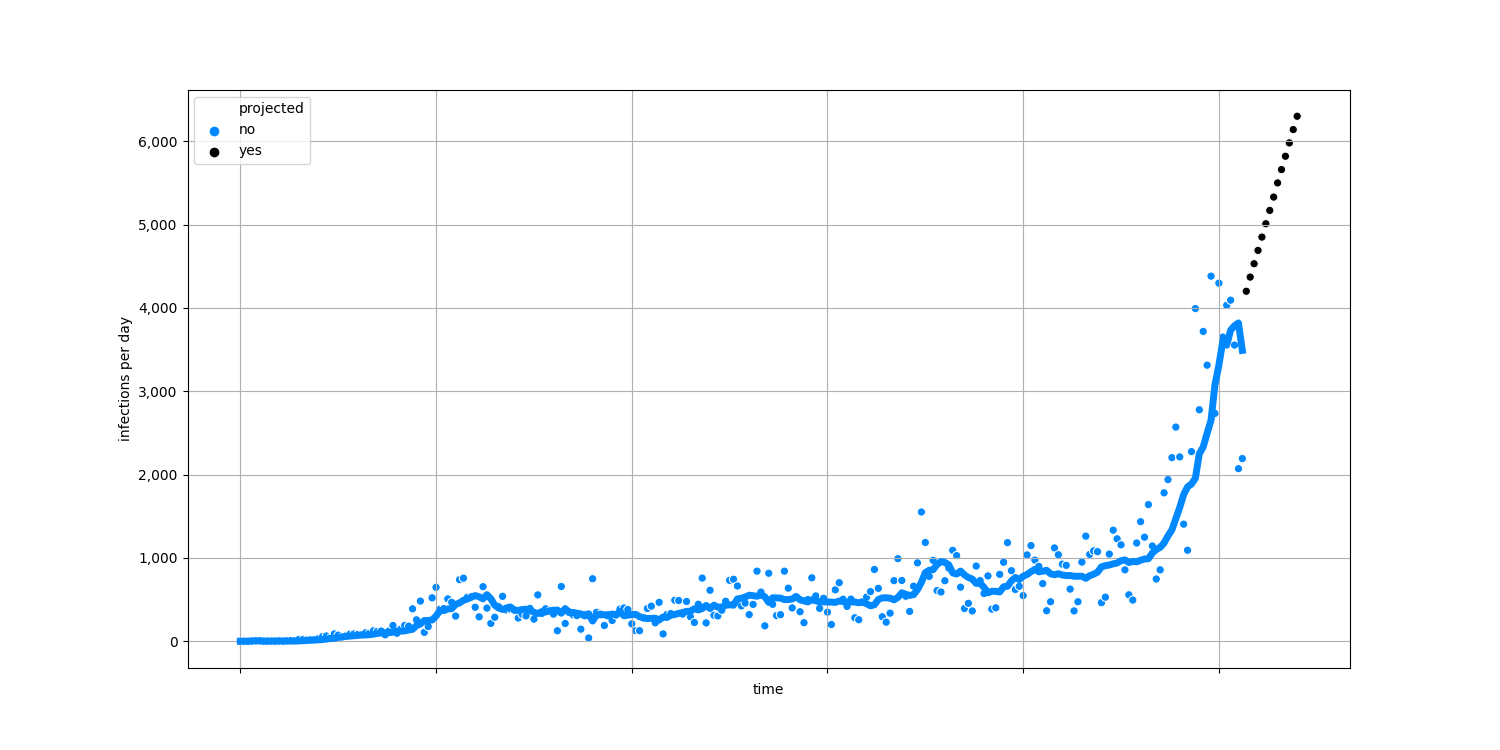 projected
no
yes
6,000
5,000
4,000
3,000
2,000
1,000
0
infections per day
time